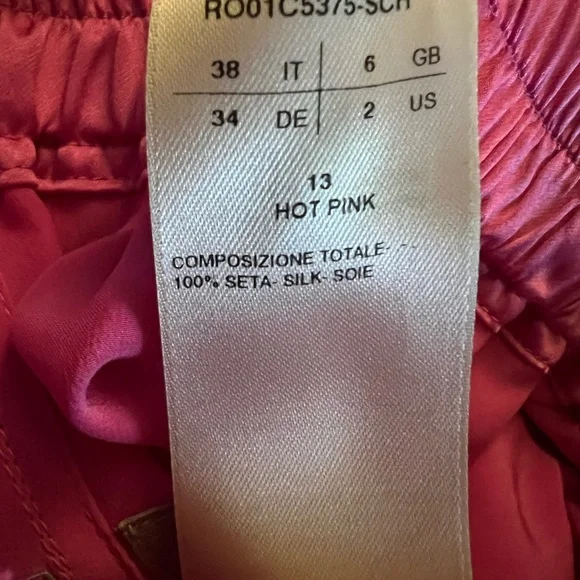 RO01C5375-SCH
38 IT 6 GB
34 DE 2 US
13
HOT PINK
COMPOSIZIONE TOTALE-
100% SETA- SILK- SOIE